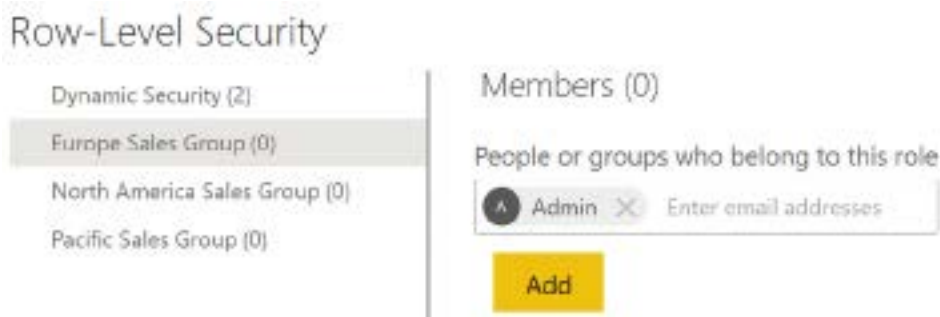 Row-Level Security
Dynamic Security (2)
Europe Sales Group (0)
North America Sales Group (0)
Pacific Sales Group (0)
Members (0)
People or groups who belong to this role
A Admin Enter email addresses
Add